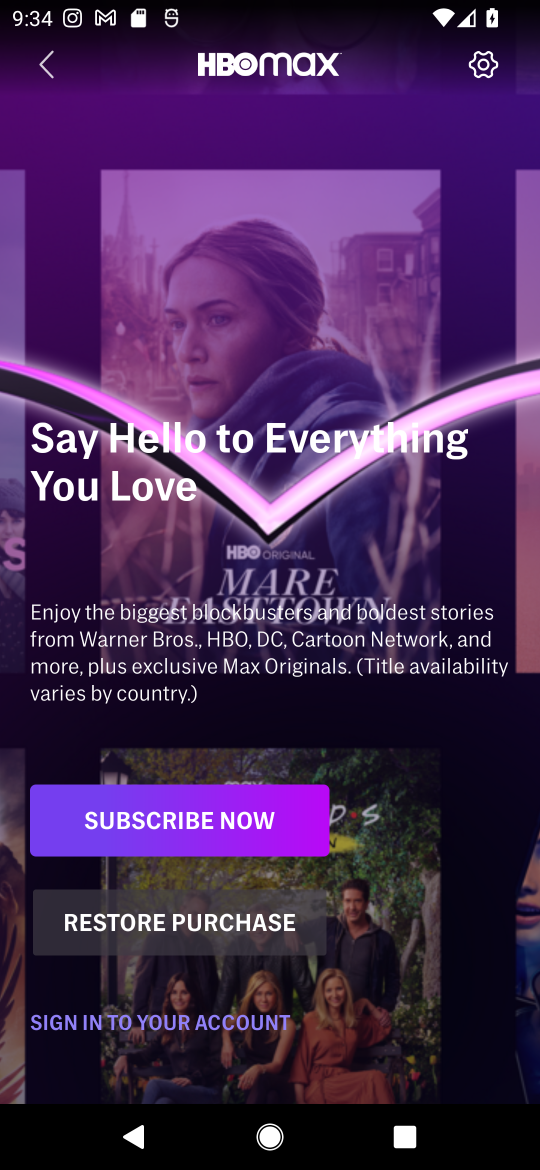 9:34
HBOmax
Say Hello to Everything
You Love
HBO ORIGINAL
MARE
EASTTOWN
Enjoy the biggest blockbusters and boldest stories
from Warner Bros., HBO, DC, Cartoon Network, and
more, plus exclusive Max Originals. (Title availability
varies by country.)
max
D·S
SUBSCRIBE NOW
RESTORE PURCHASE
SIGN IN TO YOUR ACCOUNT